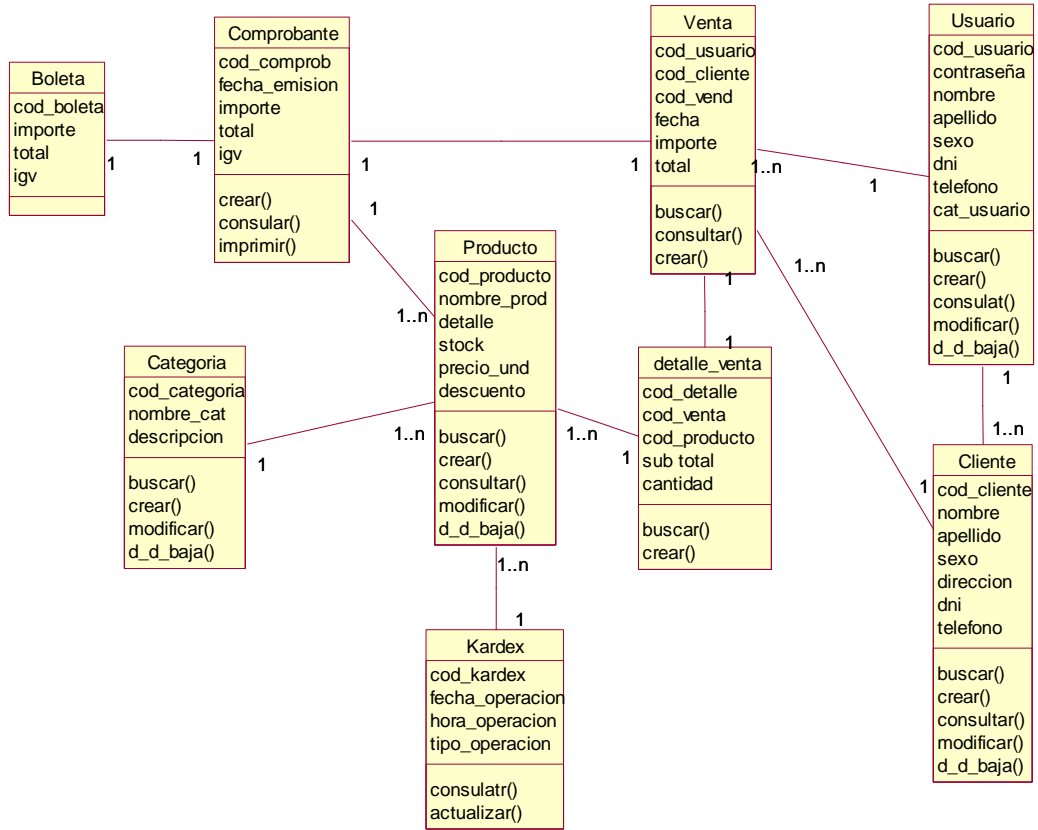 Boleta
cod_boleta
importe
total
igv
1
1
Comprobante
cod_comprob
fecha_emision
importe
total
igv
crear()
consular()
imprimir()
1
1
Venta
cod_usuario
cod_cliente
cod_vend
fecha
importe
total
buscar()
consultar()
crear()
1..n
1
Usuario
cod_usuario
contraseña
nombre
apellido
sexo
dni
telefono
cat_usuario
buscar()
crear()
consulat()
modificar()
d_d_baja()
1
1..n
Producto
cod_producto
nombre_prod
detalle
stock
precio_und
descuento
buscar()
crear()
consultar()
modificar()
d_d_baja()
1..n
1
1
1
detalle_venta
cod_detalle
cod_venta
cod_producto
sub total
cantidad
buscar()
crear()
1..n
1
Categoria
cod_categoria
nombre_cat
descripcion
buscar()
crear()
modificar()
d_d_baja()
1
1..n
1
1..n
Cliente
cod_cliente
nombre
apellido
sexo
direccion
dni
telefono
buscar()
crear()
consultar()
modificar()
d_d_baja()
1..n
1
Kardex
cod_kardex
fecha_operacion
hora_operacion
tipo_operacion
consulatr()
actualizar()